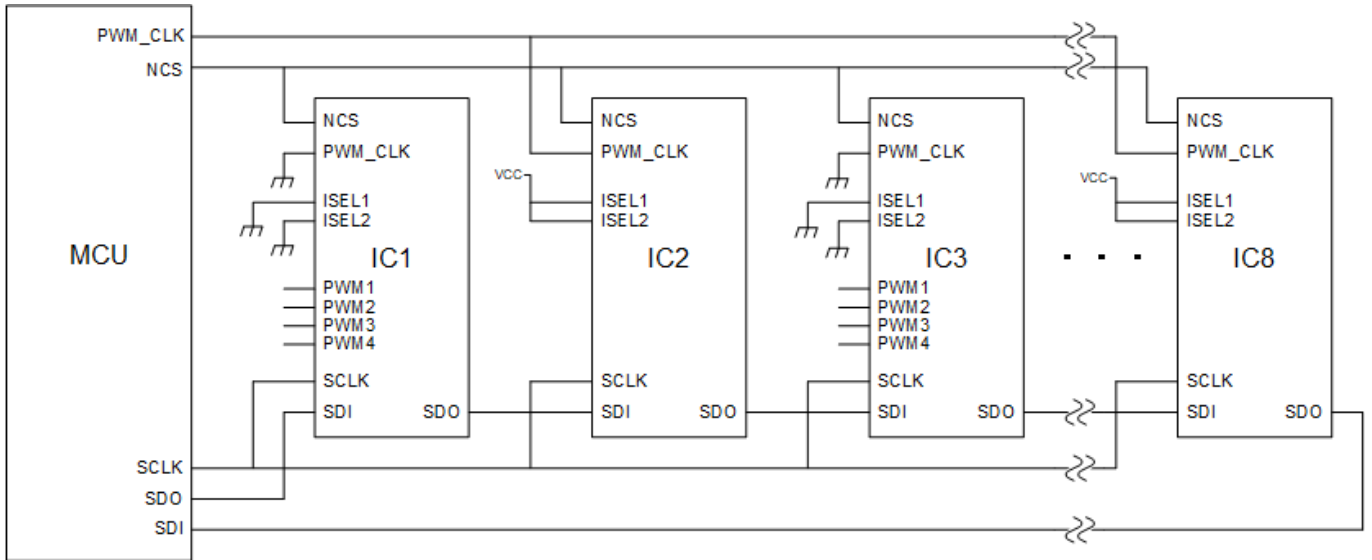 PWM_CLK
NCS
MCU
SCLK
SDO
SDI
NCS
PWM_CLK
ISEL1
ISEL2
IC1
PWM1
PWM2
PWM3
PWM4
SCLK
SDI SDO
NCS
PWM_CLK
VCC
ISEL1
ISEL2
IC2
SCLK
SDI SDO
NCS
PWM_CLK
ISEL1
ISEL2
IC3
PWM1
PWM2
PWM3
PWM4
SCLK
SDI SDO
. . .
NCS
PWM_CLK
VCC
ISEL1
ISEL2
IC8
SCLK
SDI SDO